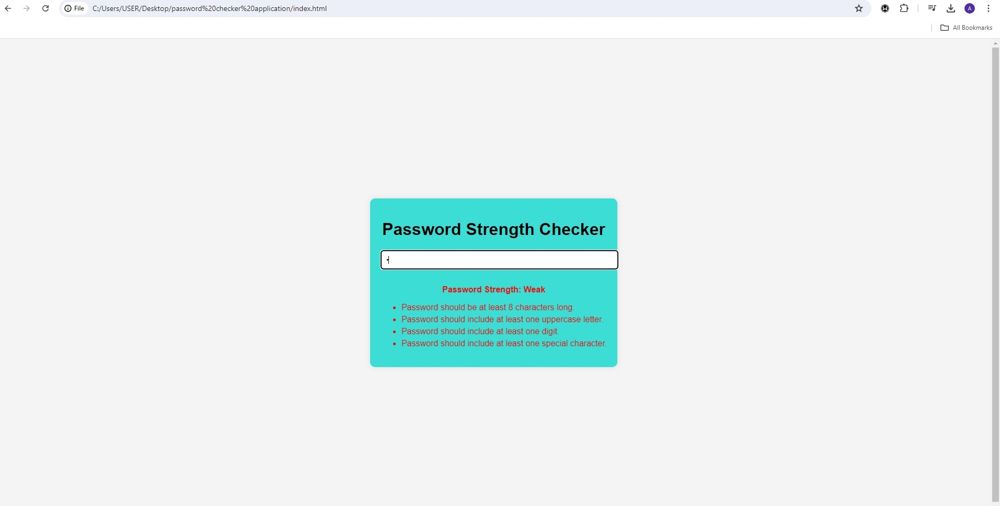 File C:/Users/USER/Desktop/password%20checker%20application/index.html A
All Bookmarks
Password Strength Checker
•
Password Strength: Weak
• Password should be at least 8 characters long.
• Password should include at least one uppercase letter.
• Password should include at least one digit.
• Password should include at least one special character.